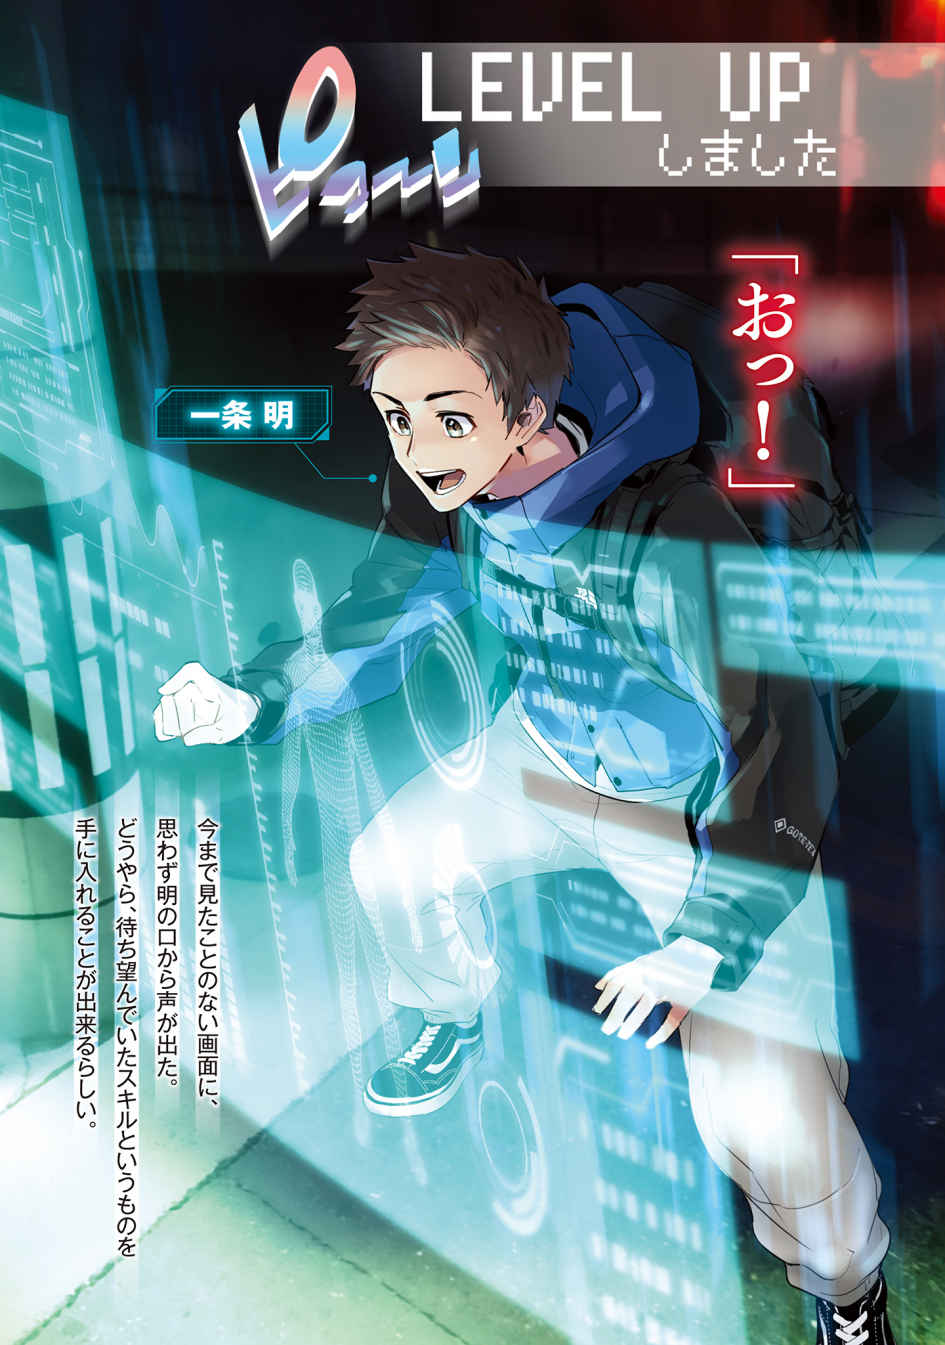 ピコーン
LEVEL UP
しました
「おっ！」
一条 明
今まで見たことのない画面に、
思わず明の口から声が出た。
どうやら、待ち望んでいたスキルというものを
手に入れることが出来るらしい。